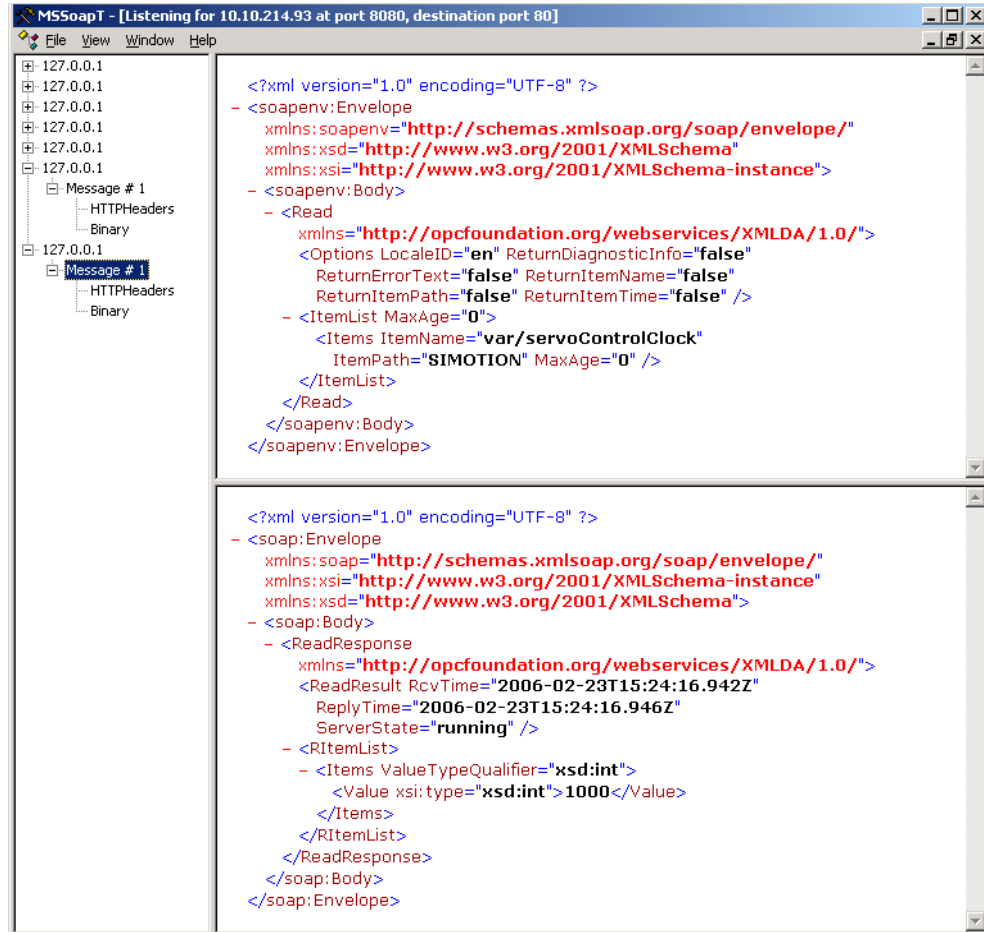 MSSoapT - [Listening for 10.10.214.93 at port 8080, destination port 80]
File View Window Help
127.0.0.1
127.0.0.1
127.0.0.1
127.0.0.1
127.0.0.1
127.0.0.1
Message # 1
HTTPHeaders
Binary
127.0.0.1
Message # 1
HTTPHeaders
Binary
<?xml version="1.0" encoding="UTF-8" ?>
- <soapenv:Envelope
xmlns:soapenv="http://schemas.xmlsoap.org/soap/envelope/"
xmlns:xsd="http://www.w3.org/2001/XMLSchema"
xmlns:xsi="http://www.w3.org/2001/XMLSchema-instance">
- <soapenv:Body>
- <Read
xmlns="http://opcfoundation.org/webservices/XMLDA/1.0/">
<Options LocaleID="en" ReturnDiagnosticInfo="false"
ReturnErrorText="false" ReturnItemName="false"
ReturnItemPath="false" ReturnItemTime="false" />
- <ItemList MaxAge="0">
<Items ItemName="var/servoControlClock"
ItemPath="SIMOTION" MaxAge="0" />
</ItemList>
</Read>
</soapenv:Body>
</soapenv:Envelope>
<?xml version="1.0" encoding="UTF-8" ?>
- <soap:Envelope
xmlns:soap="http://schemas.xmlsoap.org/soap/envelope/"
xmlns:xsi="http://www.w3.org/2001/XMLSchema-instance"
xmlns:xsd="http://www.w3.org/2001/XMLSchema">
- <soap:Body>
- <ReadResponse
xmlns="http://opcfoundation.org/webservices/XMLDA/1.0/">
<ReadResult RcvTime="2006-02-23T15:24:16.942Z"
ReplyTime="2006-02-23T15:24:16.946Z"
ServerState="running" />
- <RItemList>
- <Items ValueTypeQualifier="xsd:int">
<Value xsi:type="xsd:int">1000</Value>
</Items>
</RItemList>
</ReadResponse>
</soap:Body>
</soap:Envelope>